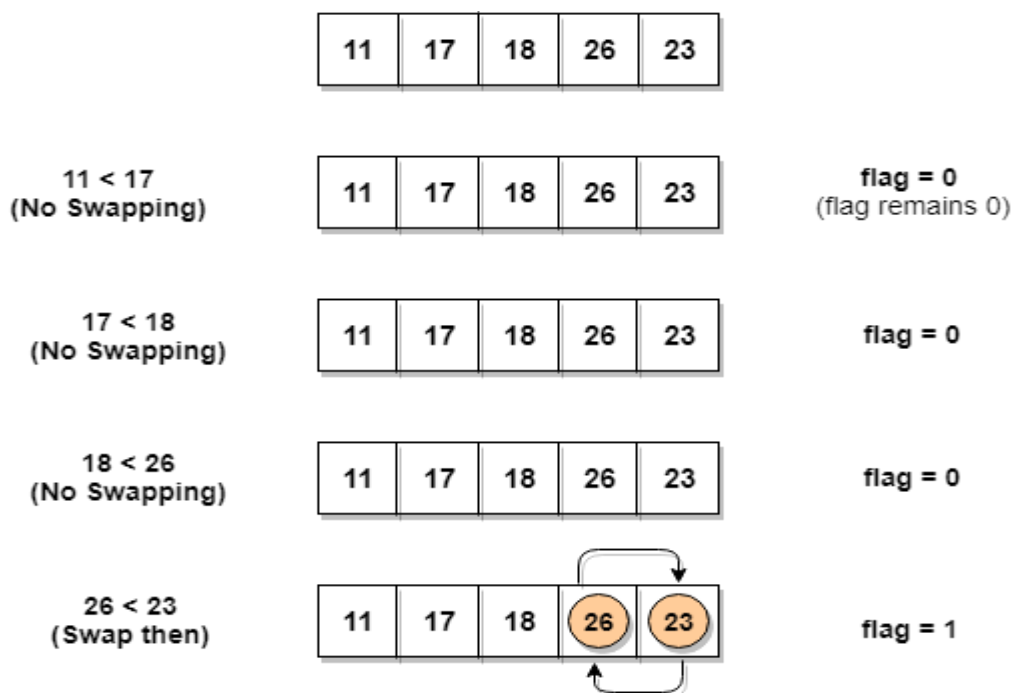 11 17 18 26 23
11 < 17
(No Swapping)
11 17 18 26 23
flag = 0
(flag remains 0)
17 < 18
(No Swapping)
11 17 18 26 23
flag = 0
18 < 26
(No Swapping)
11 17 18 26 23
flag = 0
26 < 23
(Swap then)
11 17 18 26 23
flag = 1